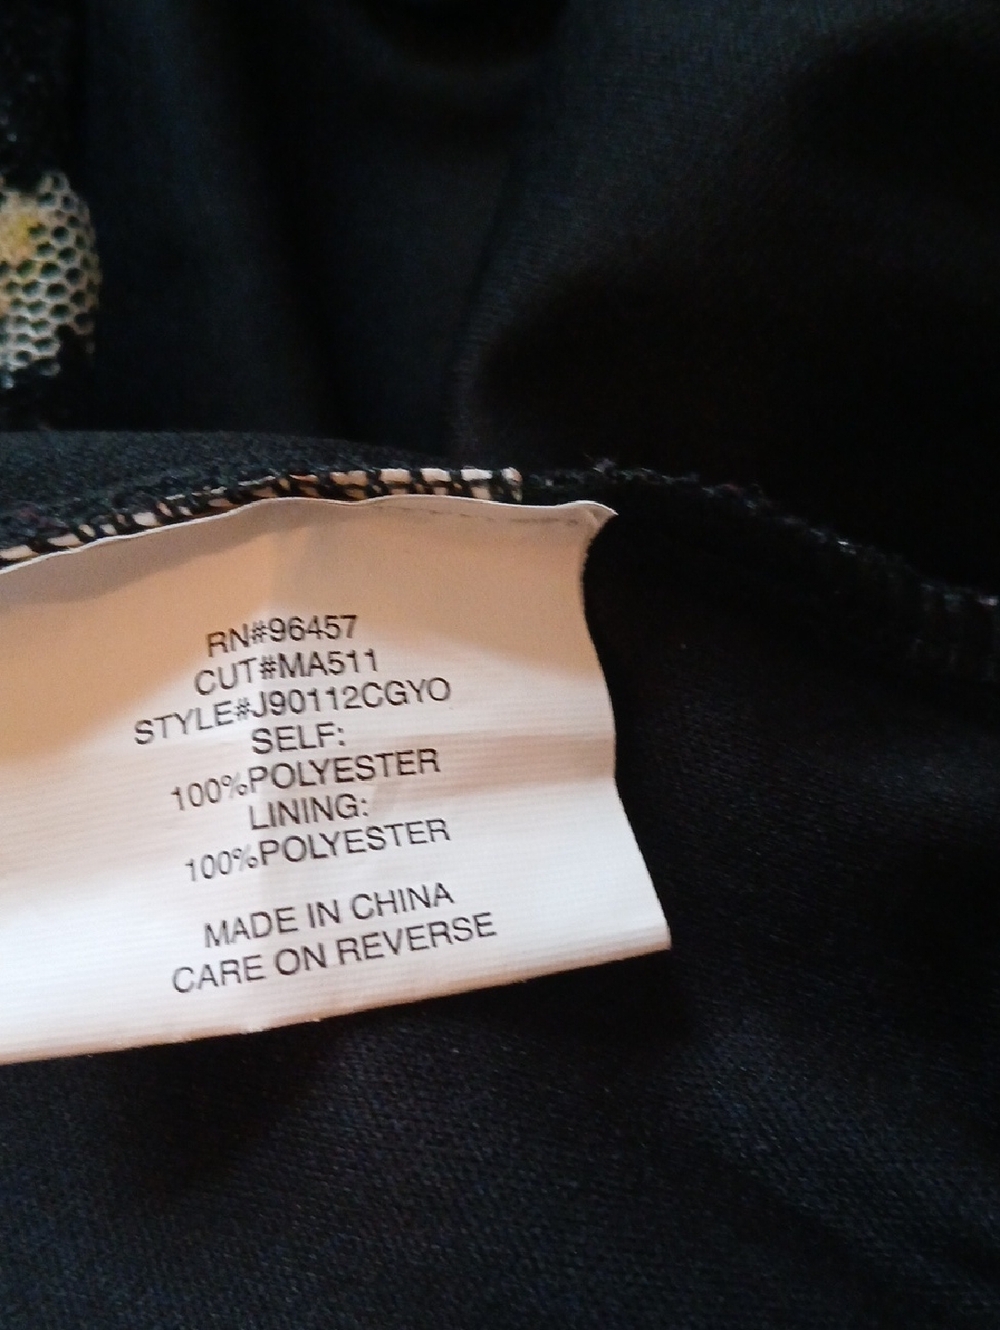 RN#96457
CUT#MA511
STYLE#J90112CGYO
SELF:
100%POLYESTER
LINING:
100%POLYESTER
MADE IN CHINA
CARE ON REVERSE